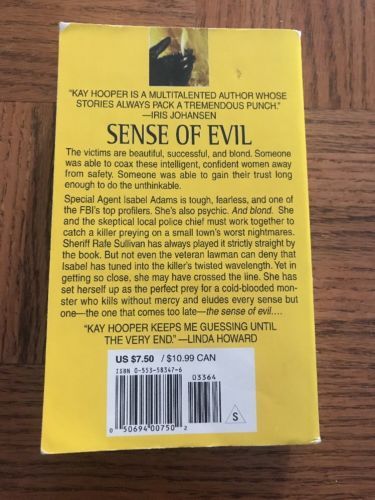 "KAY HOOPER IS A MULTITALENTED AUTHOR WHOSE
STORIES ALWAYS PACK A TREMENDOUS PUNCH."
—IRIS JOHANSEN
SENSE OF EVIL
The victims are beautiful, successful, and blond. Someone
was able to coax these intelligent, confident women away
from safety. Someone was able to gain their trust long
enough to do the unthinkable.
Special Agent Isabel Adams is tough, fearless, and one of
the FBI's top profilers. She's also psychic. And blond. She
and the skeptical local police chief must work together to
catch a killer preying on a small town's worst nightmares.
Sheriff Rafe Sullivan has always played it strictly straight by
the book. But not even the veteran lawman can deny that
Isabel has tuned into the killer's twisted wavelength. Yet in
getting so close, she may have crossed the line. She has
set herself up as the perfect prey for a cold-blooded mon-
ster who kills without mercy and eludes every sense but
one—the one that comes too late—the sense of evil....
"KAY HOOPER KEEPS ME GUESSING UNTIL
THE VERY END." —LINDA HOWARD
US $7.50 / $10.99 CAN
ISBN 0-553-58347-6
03364
S
0 50694 00750 2